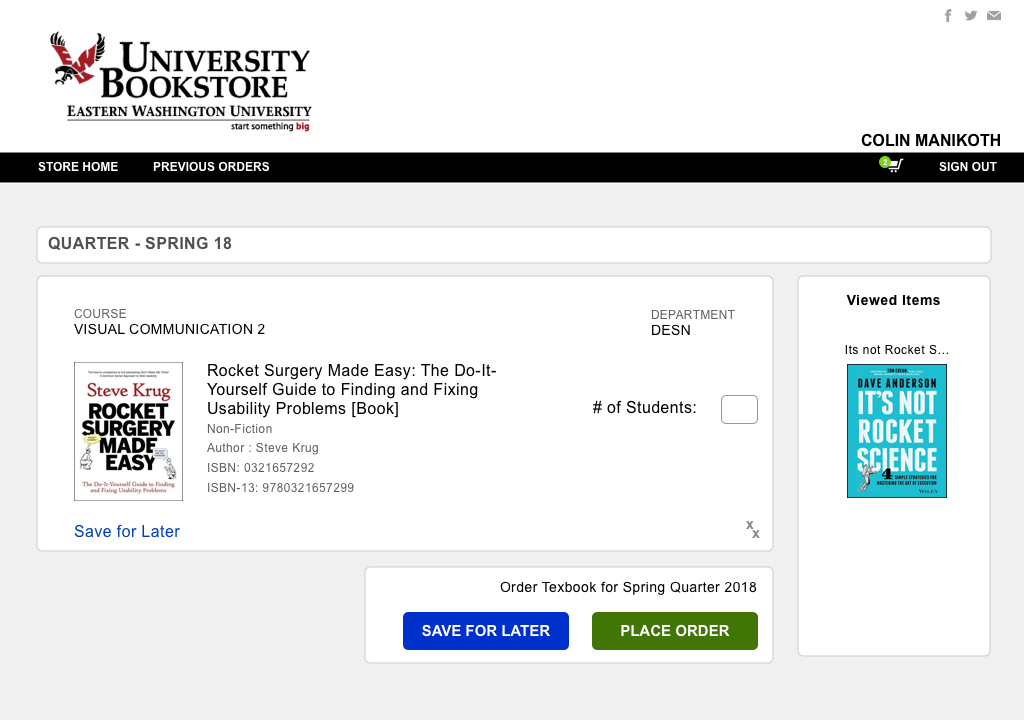 UNIVERSITY
BOOKSTORE
EASTERN WASHINGTON UNIVERSITY
start something big
COLIN MANIKOTH
STORE HOME PREVIOUS ORDERS 2 SIGN OUT
QUARTER - SPRING 18
COURSE
VISUAL COMMUNICATION 2
DEPARTMENT
DESN
Steve Krug
ROCKET
SURGERY
MADE
EASY
The Do-It-Yourself Guide to Finding
and Fixing Usability Problems
Rocket Surgery Made Easy: The Do-It-
Yourself Guide to Finding and Fixing
Usability Problems [Book]
Non-Fiction
Author : Steve Krug
ISBN: 0321657292
ISBN-13: 9780321657299
# of Students:
Save for Later
x
x
Order Texbook for Spring Quarter 2018
SAVE FOR LATER PLACE ORDER
Viewed Items
Its not Rocket S...
DAVE ANDERSON
IT'S NOT
ROCKET
SCIENCE
4 SIMPLE STRATEGIES FOR
MASTERING THE ART OF EXECUTION
WILEY